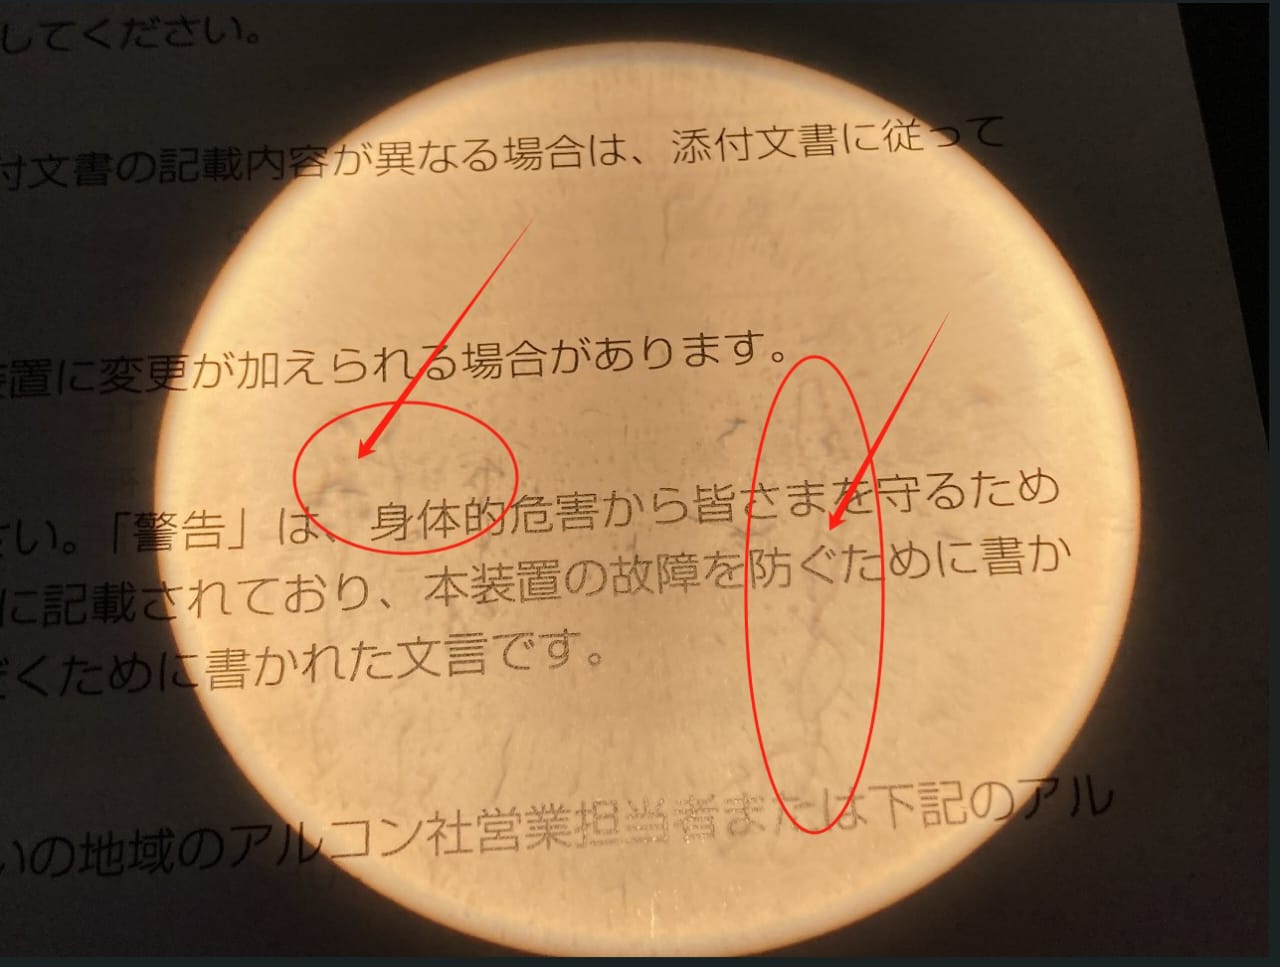 してください。
付文書の記載内容が異なる場合は、添付文書に従って
装置に変更が加えられる場合があります。
さい。「警告」は、身体的危害から皆さまを守るため
に記載されており、本装置の故障を防ぐために書か
だくために書かれた文言です。
いの地域のアルコン社営業担当者または下記のアル